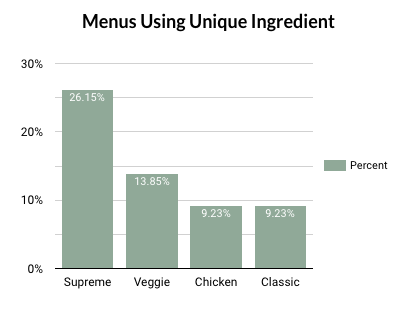 Menus Using Unique Ingredient
30%
26.15%
20%
13.85%
Percent
10%
9.23%
9.23%
0%
Supreme Veggie Chicken Classic